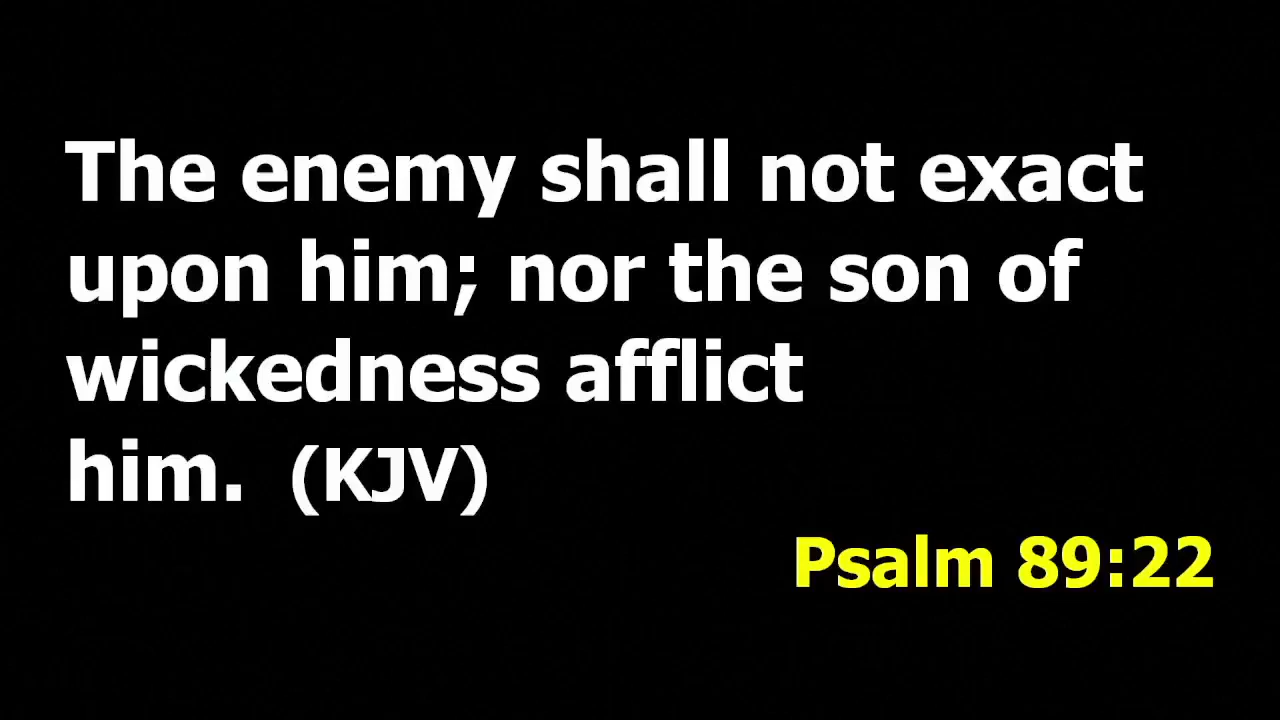 The enemy shall not exact
upon him; nor the son of
wickedness afflict
him.  (KJV)
Psalm 89:22